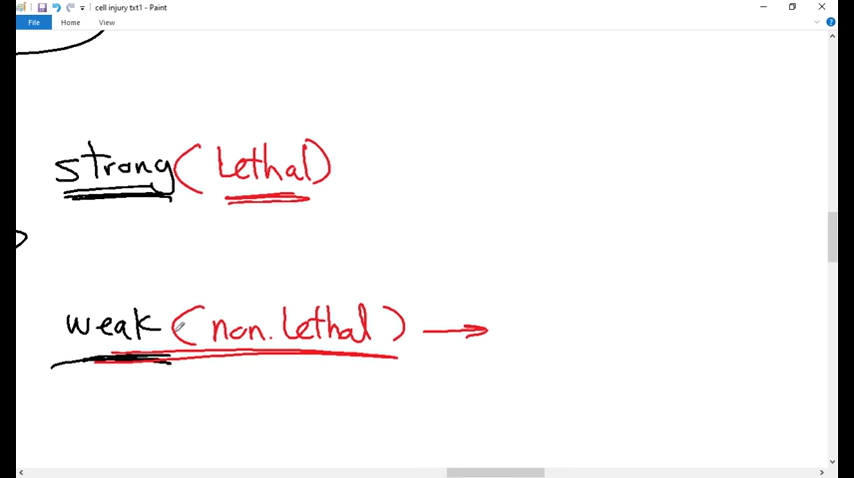 cell injury txt1 - Paint
File Home View
strong (Lethal)
weak (non.Lethal) →